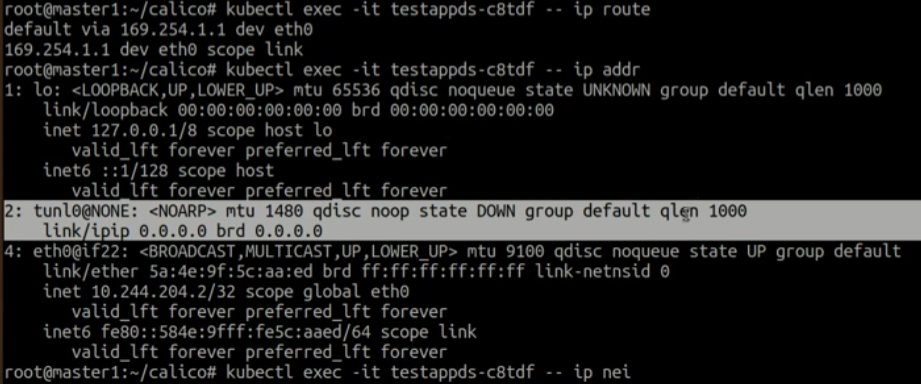 root@master1:~/calico# kubectl exec -it testappds-c8tdf -- ip route
default via 169.254.1.1 dev eth0
169.254.1.1 dev eth0 scope link
root@master1:~/calico# kubectl exec -it testappds-c8tdf -- ip addr
1: lo: <LOOPBACK,UP,LOWER_UP> mtu 65536 qdisc noqueue state UNKNOWN group default qlen 1000
    link/loopback 00:00:00:00:00:00 brd 00:00:00:00:00:00
    inet 127.0.0.1/8 scope host lo
       valid_lft forever preferred_lft forever
    inet6 ::1/128 scope host
       valid_lft forever preferred_lft forever
2: tunl0@NONE: <NOARP> mtu 1480 qdisc noop state DOWN group default qlen 1000
    link/ipip 0.0.0.0 brd 0.0.0.0
4: eth0@if22: <BROADCAST,MULTICAST,UP,LOWER_UP> mtu 9100 qdisc noqueue state UP group default
    link/ether 5a:4e:9f:5c:aa:ed brd ff:ff:ff:ff:ff:ff link-netnsid 0
    inet 10.244.204.2/32 scope global eth0
       valid_lft forever preferred_lft forever
    inet6 fe80::584e:9fff:fe5c:aaed/64 scope link
       valid_lft forever preferred_lft forever
root@master1:~/calico# kubectl exec -it testappds-c8tdf -- ip nei